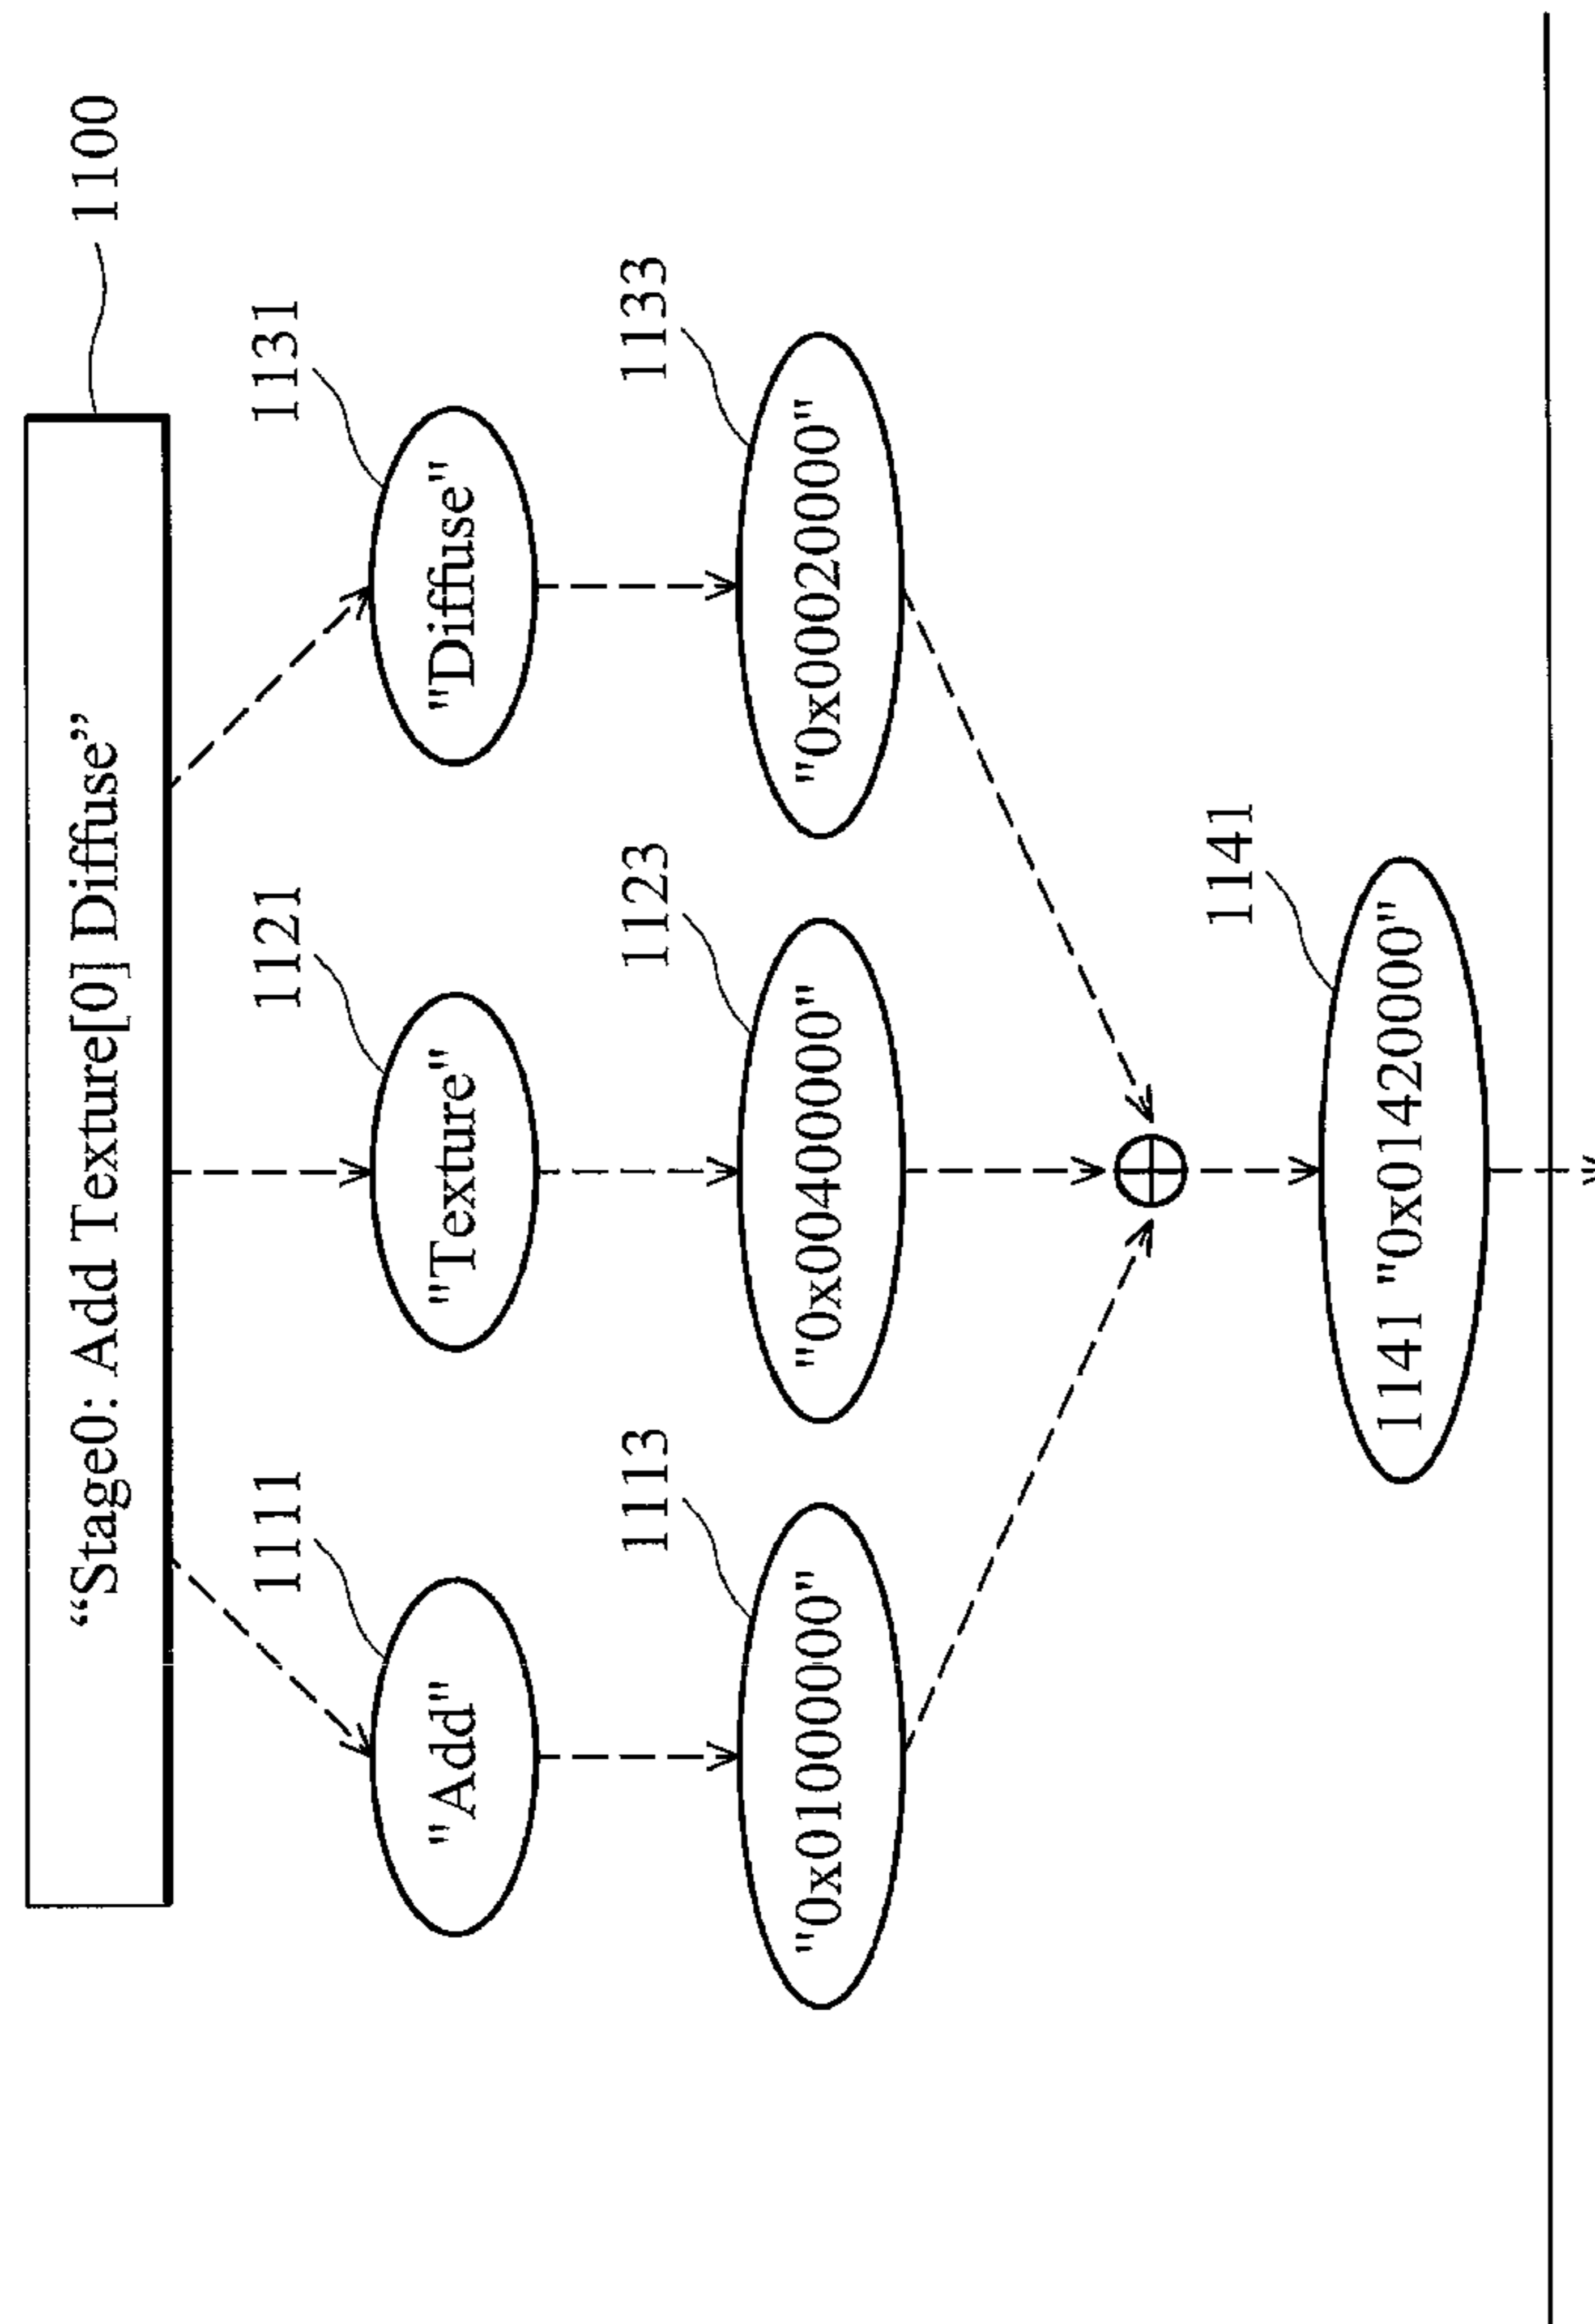 “Stage0: Add Texture[0] Diffuse”
1100
1111
1121
1131
"Add"
"Texture"
"Diffuse"
1113
1123
1133
"0x01000000"
"0x00400000"
"0x00020000"
1141
1141 "0x01420000"